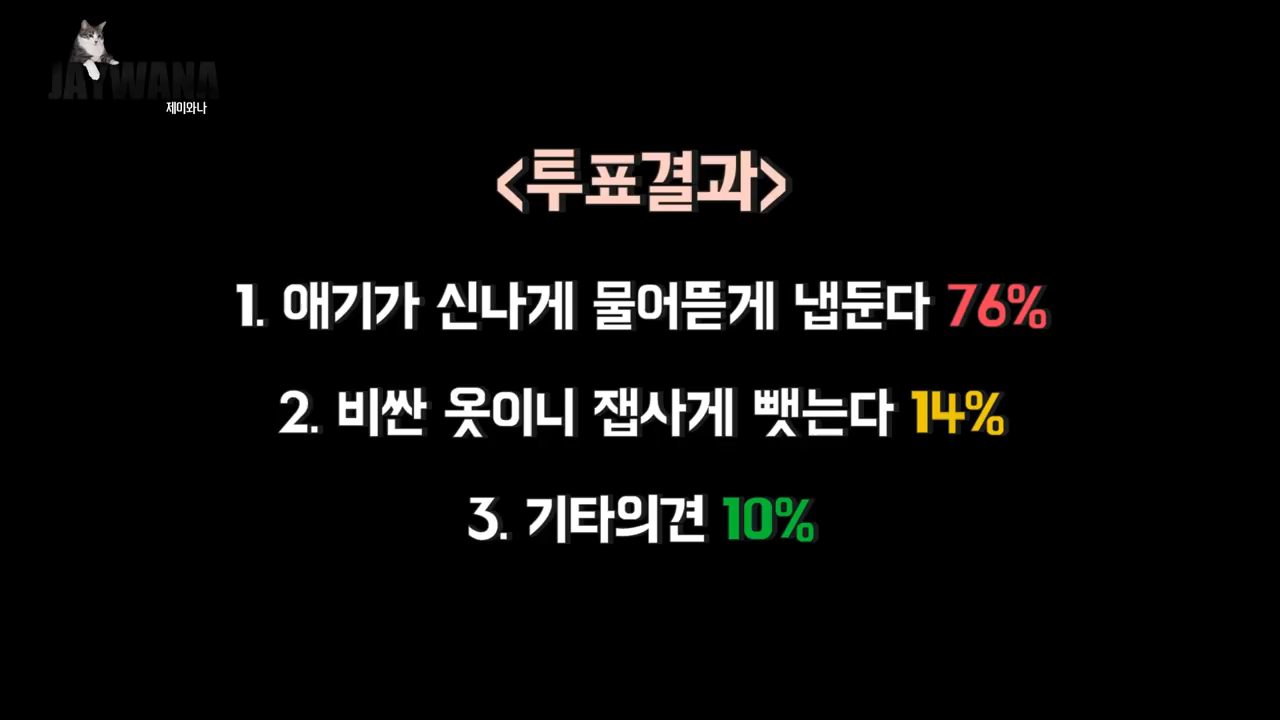 JAYWANA
제이와나
<투표결과>
1. 애기가 신나게 물어뜯게 냅둔다 76%
2. 비싼 옷이니 잽사게 뺏는다 14%
3. 기타의견 10%